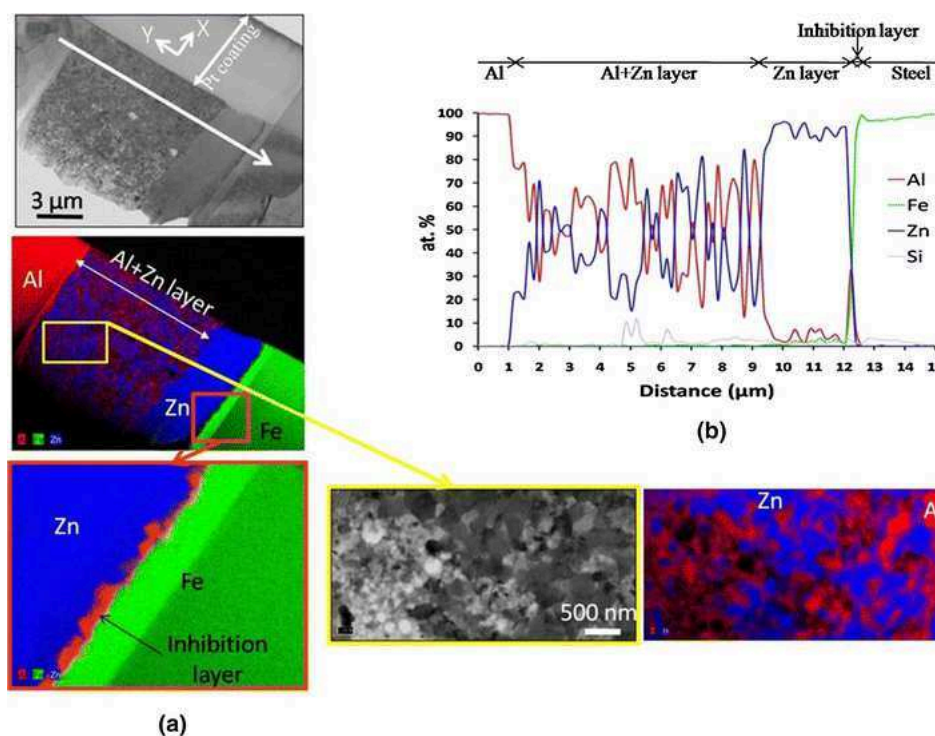 Y
X
Pt coating
3 µm
Al
Al+Zn layer
Zn
Fe
Zn
Fe
Inhibition
layer
(a)
Inhibition layer
Al
Al+Zn layer
Zn layer
Steel
100
90
80
70
60
50
40
30
20
10
0
at. %
Al
Fe
Zn
Si
0 1 2 3 4 5 6 7 8 9 10 11 12 13 14 15
Distance (µm)
(b)
500 nm
Zn
A